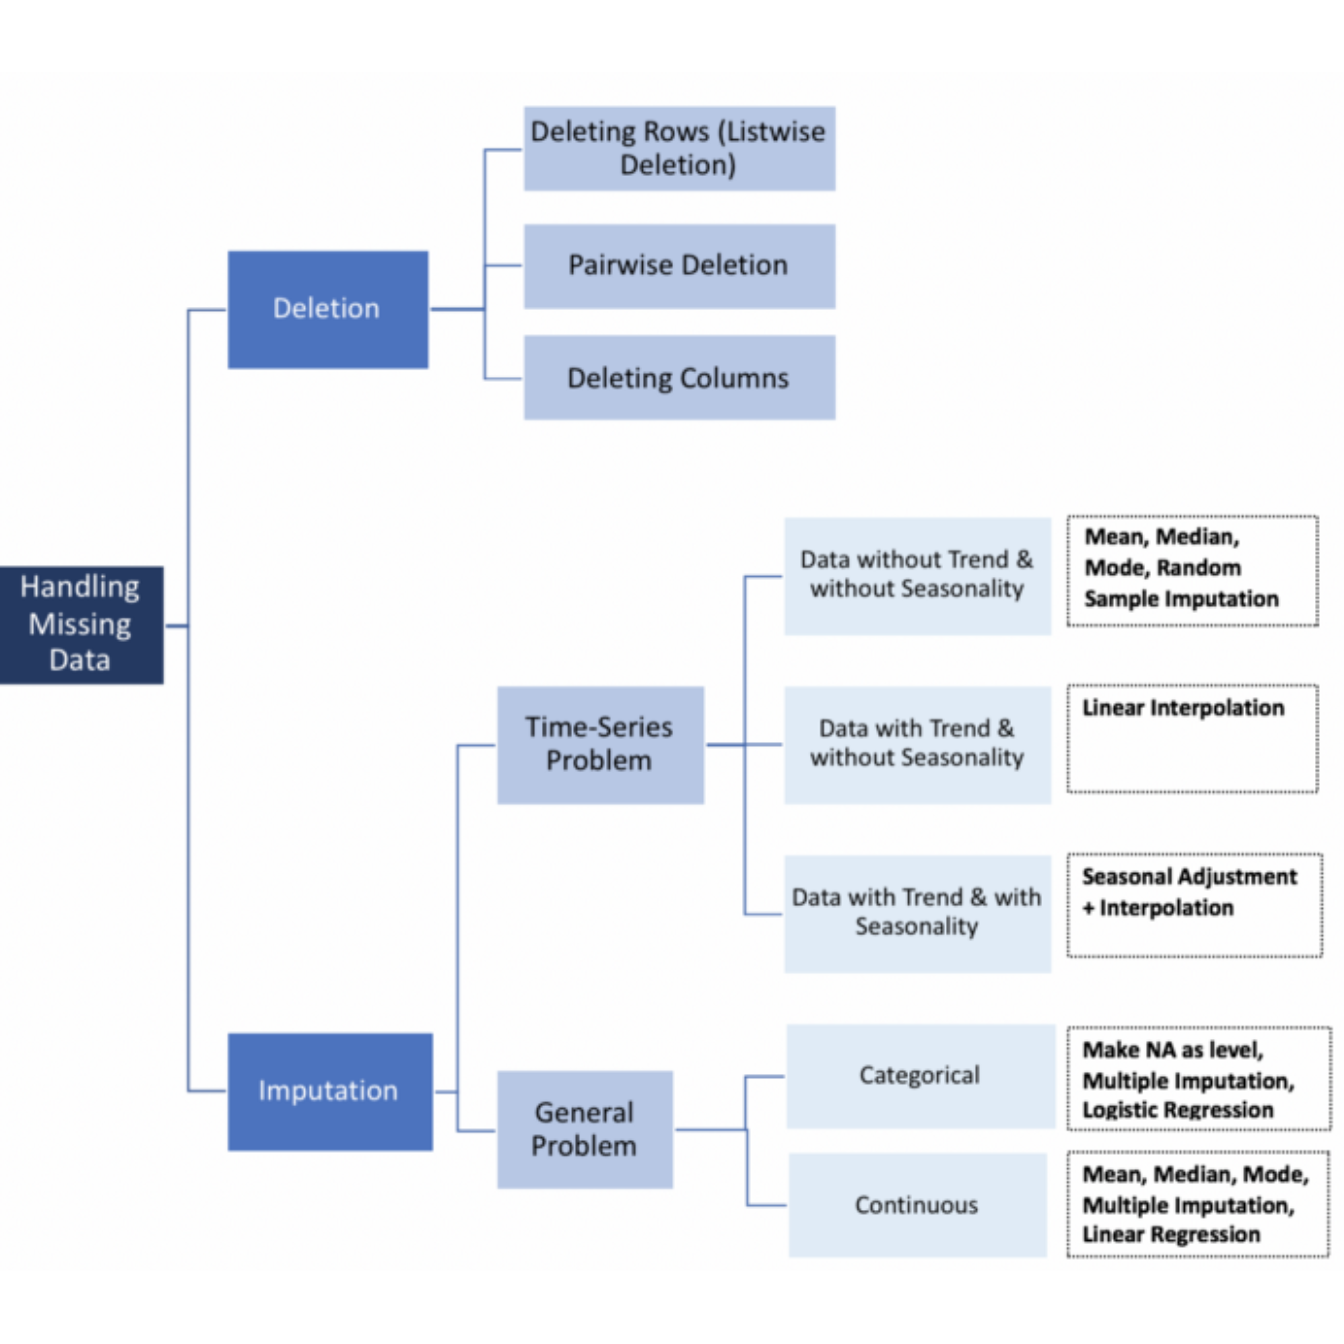 Deleting Rows (Listwise
Deletion)
Pairwise Deletion
Deletion
Deleting Columns
Handling
Missing
Data
Data without Trend &
without Seasonality
Mean, Median,
Mode, Random
Sample Imputation
Time-Series
Problem
Data with Trend &
without Seasonality
Linear Interpolation
Data with Trend & with
Seasonality
Seasonal Adjustment
+ Interpolation
Imputation
General
Problem
Categorical
Make NA as level,
Multiple Imputation,
Logistic Regression
Continuous
Mean, Median, Mode,
Multiple Imputation,
Linear Regression